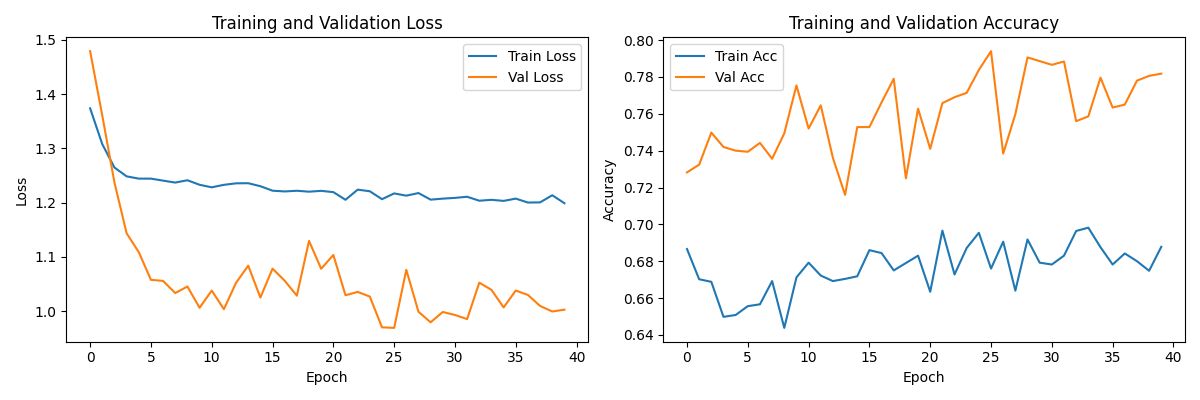 Training and Validation Loss
Train Loss
Val Loss
Loss
1.5
1.4
1.3
1.2
1.1
1.0
0 5 10 15 20 25 30 35 40
Epoch
Training and Validation Accuracy
Train Acc
Val Acc
Accuracy
0.80
0.78
0.76
0.74
0.72
0.70
0.68
0.66
0.64
0 5 10 15 20 25 30 35 40
Epoch